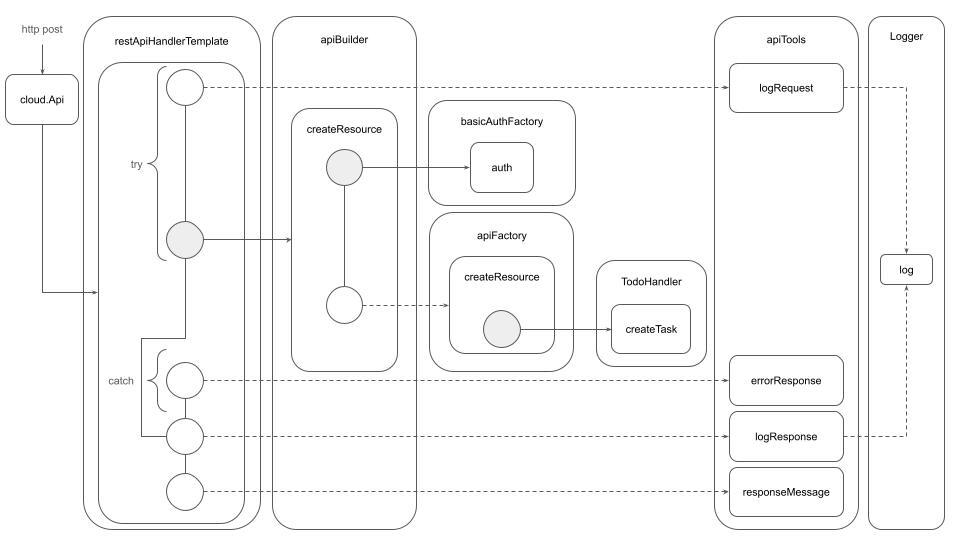 http post
cloud.Api
restApiHandlerTemplate
try
catch
apiBuilder
createResource
basicAuthFactory
auth
apiFactory
createResource
TodoHandler
createTask
apiTools
logRequest
errorResponse
logResponse
responseMessage
Logger
log